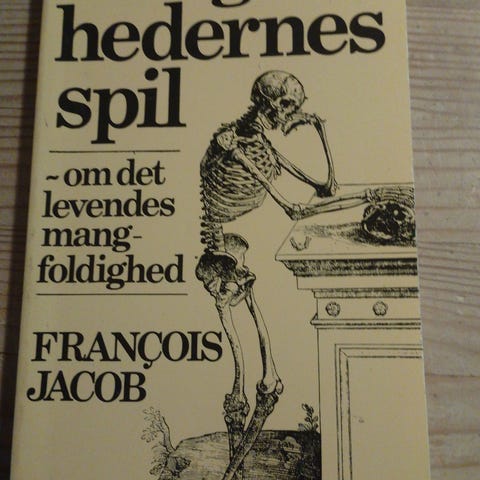 hedernes
spil
~om det
levendes
mang-
foldighed
FRANÇOIS
JACOB